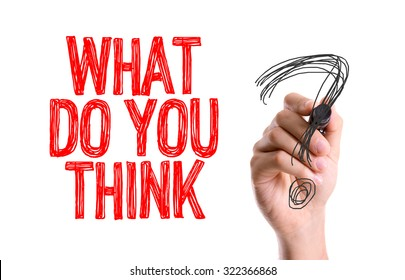 WHAT
DO YOU
THINK
?
shutterstock.com · 322366868